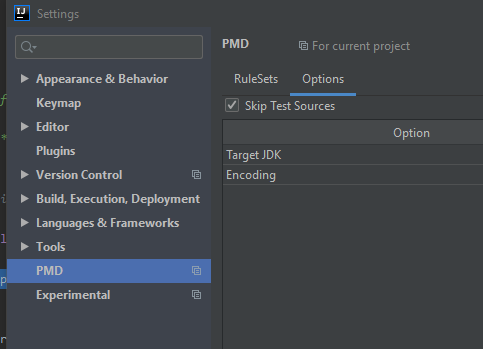 IJ Settings
PMD For current project
Appearance & Behavior
Keymap
Editor
Plugins
Version Control
Build, Execution, Deployment
Languages & Frameworks
Tools
PMD
Experimental
RuleSets Options
Skip Test Sources
Option
Target JDK
Encoding